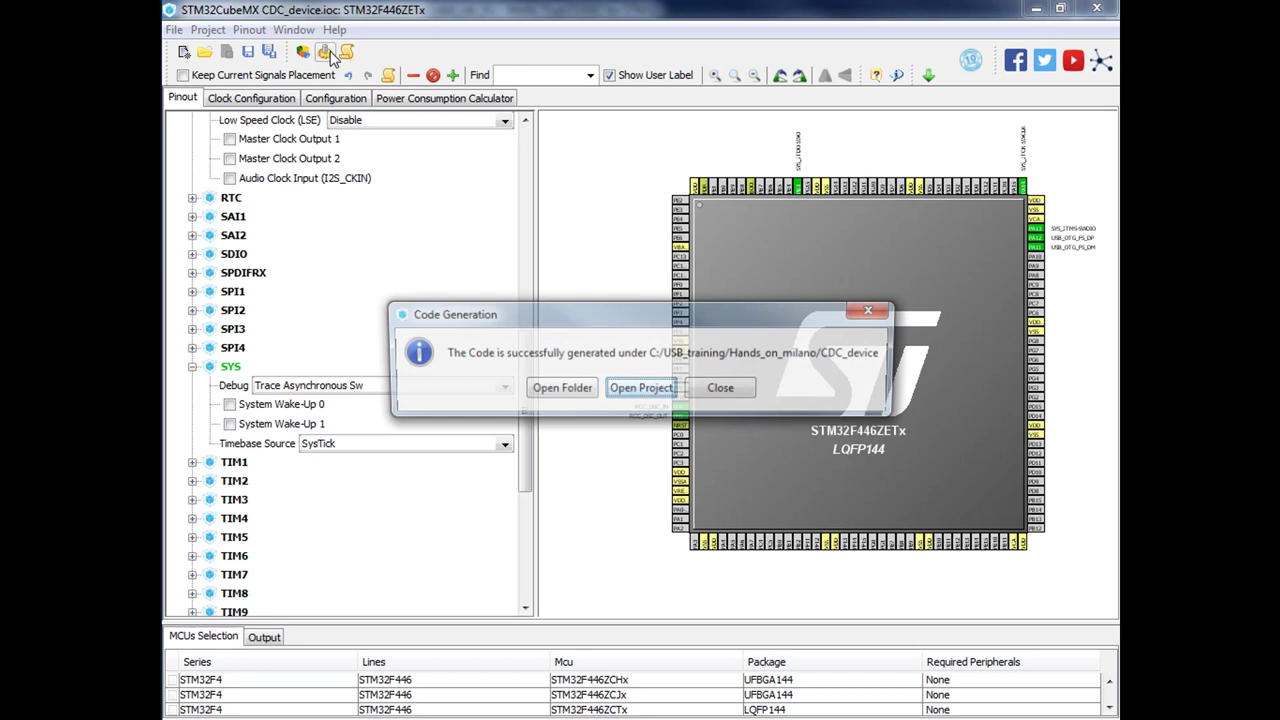 STM32CubeMX CDC_device.ioc: STM32F446ZETx
File Project Pinout Window Help
Keep Current Signals Placement
Find
Show User Label
Pinout Clock Configuration Configuration Power Consumption Calculator
Low Speed Clock (LSE) Disable
Master Clock Output 1
Master Clock Output 2
Audio Clock Input (I2S_CKIN)
RTC
SAI1
SAI2
SDIO
SPDIFRX
SPI1
SPI2
SPI3
SPI4
SYS
Debug Trace Asynchronous Sw
System Wake-Up 0
System Wake-Up 1
Timebase Source SysTick
TIM1
TIM2
TIM3
TIM4
TIM5
TIM6
TIM7
TIM8
TIM9
Code Generation
The Code is successfully generated under C:/USB_training/Hands_on_milano/CDC_device
Open Folder Open Project Close
SYS_JTMS-SWDIO
USB_OTG_FS_DP
USB_OTG_FS_DM
STM32F446ZETx
LQFP144
MCUs Selection Output
Series Lines Mcu Package Required Peripherals
STM32F4 STM32F446 STM32F446ZCHx UFBGA144 None
STM32F4 STM32F446 STM32F446ZCJx UFBGA144 None
STM32F4 STM32F446 STM32F446ZCTx LQFP144 None